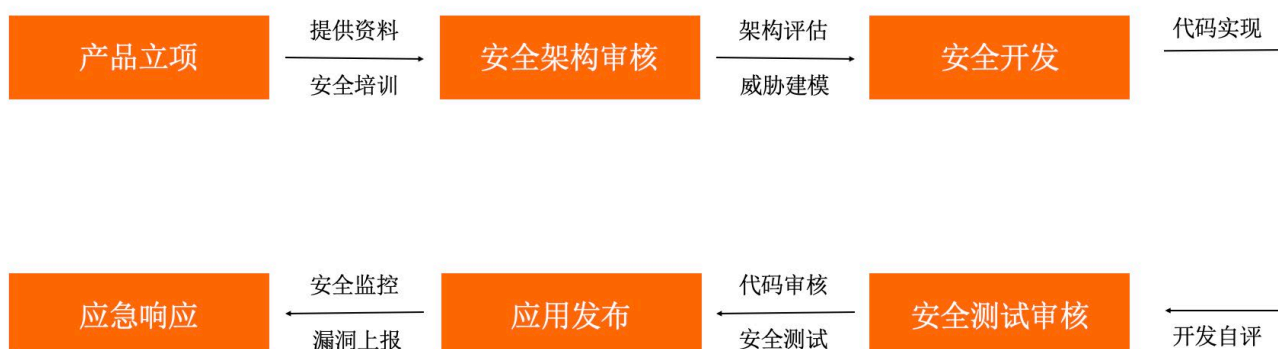 产品立项
提供资料
安全培训
安全架构审核
架构评估
威胁建模
安全开发
代码实现
开发自评
安全测试审核
代码审核
安全测试
应用发布
安全监控
漏洞上报
应急响应